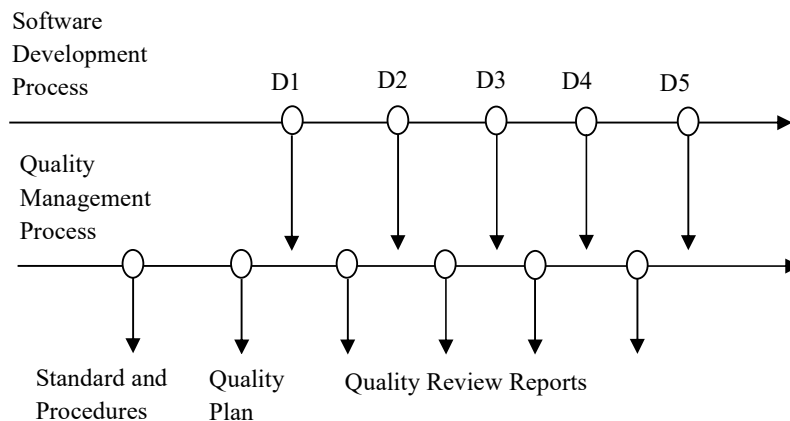 Software
Development
Process
D1 D2 D3 D4 D5
Quality
Management
Process
Standard and
Procedures
Quality
Plan
Quality Review Reports